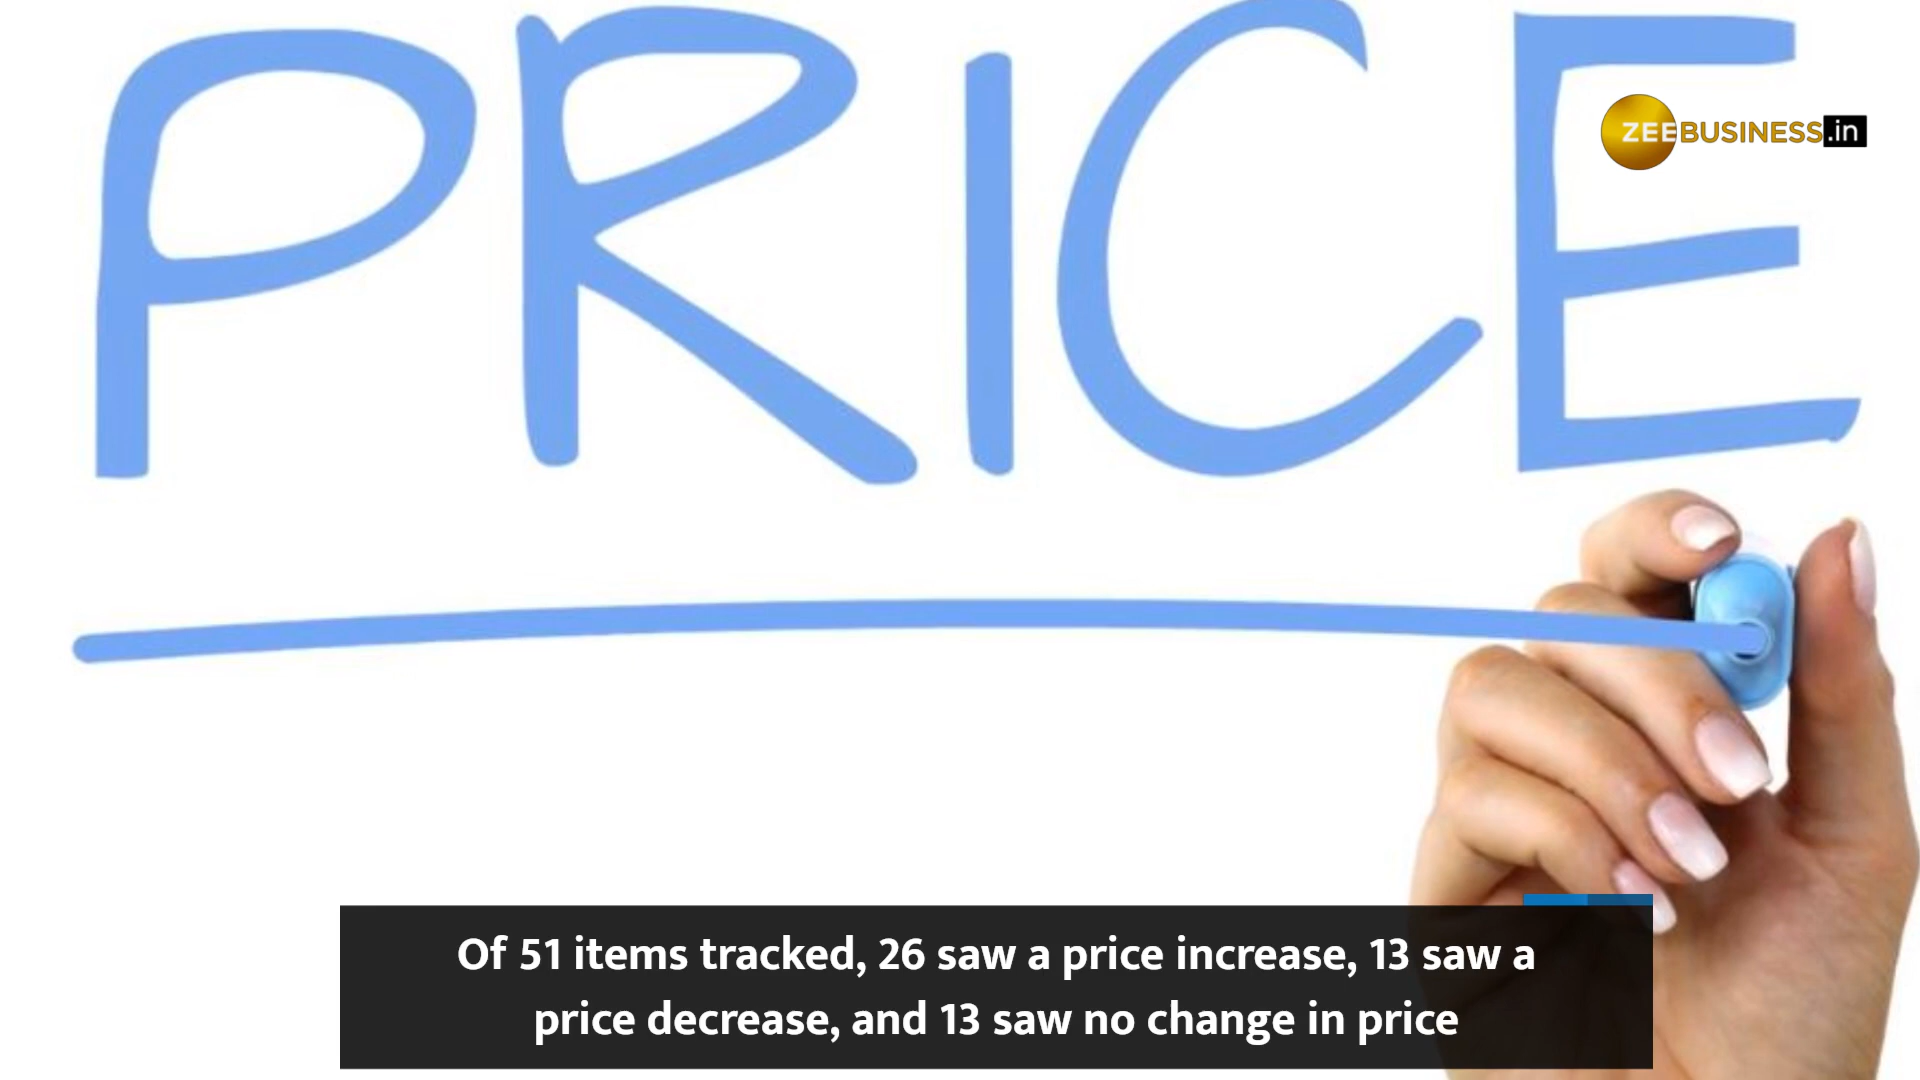 PRICE
ZEEBUSINESS.in
Of 51 items tracked, 26 saw a price increase, 13 saw a
price decrease, and 13 saw no change in price